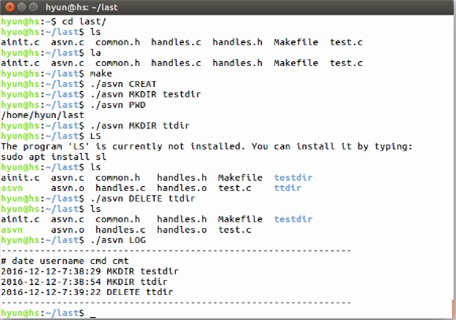 hyun@hs: ~/last
hyun@hs:~$ cd last/
hyun@hs:~/last$ ls
ainit.c asvn.c common.h handles.c handles.h Makefile test.c
hyun@hs:~/last$ la
ainit.c asvn.c common.h handles.c handles.h Makefile test.c
hyun@hs:~/last$ make
hyun@hs:~/last$ ./asvn CREAT
hyun@hs:~/last$ ./asvn MKDIR testdir
hyun@hs:~/last$ ./asvn PWD
/home/hyun/last
hyun@hs:~/last$ ./asvn MKDIR ttdir
hyun@hs:~/last$ LS
The program 'LS' is currently not installed. You can install it by typing:
sudo apt install sl
hyun@hs:~/last$ ls
ainit.c asvn.c common.h handles.h Makefile testdir
asvn asvn.o handles.c handles.o test.c ttdir
hyun@hs:~/last$ ./asvn DELETE ttdir
hyun@hs:~/last$ ls
ainit.c asvn.c common.h handles.h Makefile testdir
asvn asvn.o handles.c handles.o test.c
hyun@hs:~/last$ ./asvn LOG
------------------------------------------------------------
# date username cmd cmt
2016-12-12-7:38:29 MKDIR testdir
2016-12-12-7:38:54 MKDIR ttdir
2016-12-12-7:39:22 DELETE ttdir
------------------------------------------------------------
hyun@hs:~/last$ _